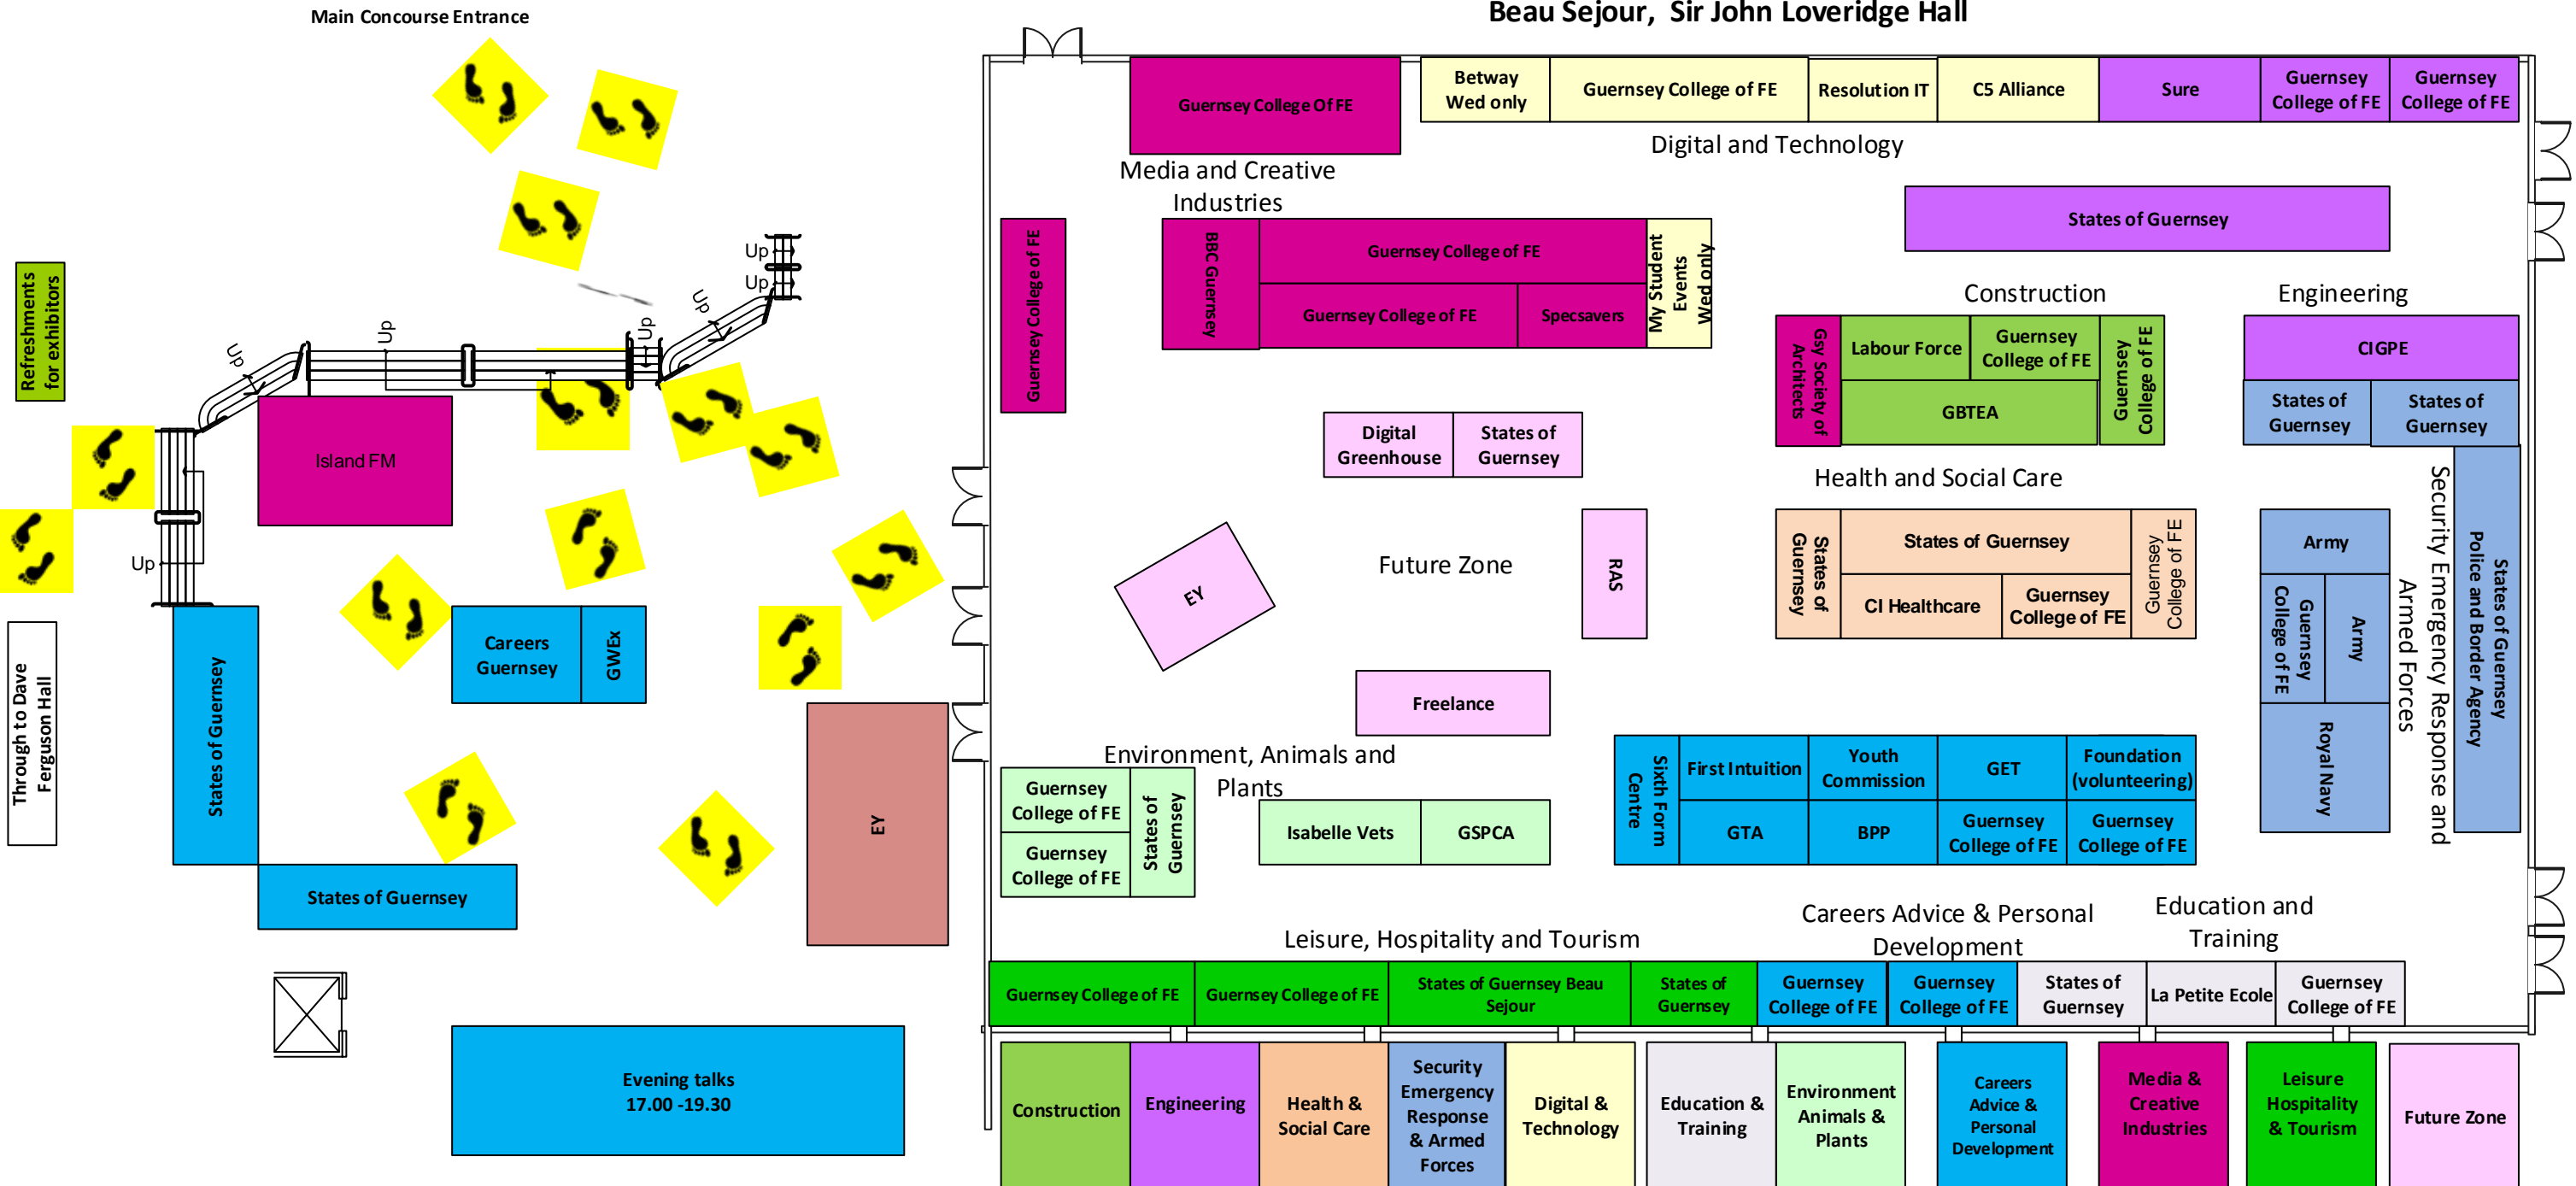 Main Concourse Entrance
Beau Sejour, Sir John Loveridge Hall
Guernsey College Of FE
Betway
Wed only
Guernsey College of FE
Resolution IT
C5 Alliance
Sure
Guernsey
College of FE
Guernsey
College of FE
Digital and Technology
Media and Creative
Industries
States of Guernsey
Guernsey College of FE
BBC Guernsey
Guernsey College of FE
Guernsey College of FE
Specsavers
My Student
Events
Wed only
Up
Up
Up
Up
Up
Up
Up
Refreshments
for exhibitors
Construction
Engineering
Gsy Society of
Architects
Labour Force
Guernsey
College of FE
Guernsey
College of FE
GBTEA
CIGPE
States of
Guernsey
States of
Guernsey
Island FM
Digital
Greenhouse
States of
Guernsey
Health and Social Care
States of
Guernsey
States of Guernsey
CI Healthcare
Guernsey
College of FE
Guernsey
College of FE
Army
Guernsey
College of FE
Army
Royal Navy
Security Emergency Response and
Armed Forces
States of Guernsey
Police and Border Agency
EY
Future Zone
RAS
Freelance
Careers
Guernsey
GWEx
States of Guernsey
Through to Dave
Ferguson Hall
EY
States of Guernsey
Environment, Animals and
Plants
Guernsey
College of FE
Guernsey
College of FE
States of
Guernsey
Isabelle Vets
GSPCA
Sixth Form
Centre
First Intuition
Youth
Commission
GET
Foundation
(volunteering)
GTA
BPP
Guernsey
College of FE
Guernsey
College of FE
Leisure, Hospitality and Tourism
Careers Advice & Personal
Development
Education and
Training
Guernsey College of FE
Guernsey College of FE
States of Guernsey Beau
Sejour
States of
Guernsey
Guernsey
College of FE
Guernsey
College of FE
States of
Guernsey
La Petite Ecole
Guernsey
College of FE
Evening talks
17.00 -19.30
Construction
Engineering
Health &
Social Care
Security
Emergency
Response
& Armed
Forces
Digital &
Technology
Education &
Training
Environment
Animals &
Plants
Careers
Advice &
Personal
Development
Media &
Creative
Industries
Leisure
Hospitality
& Tourism
Future Zone